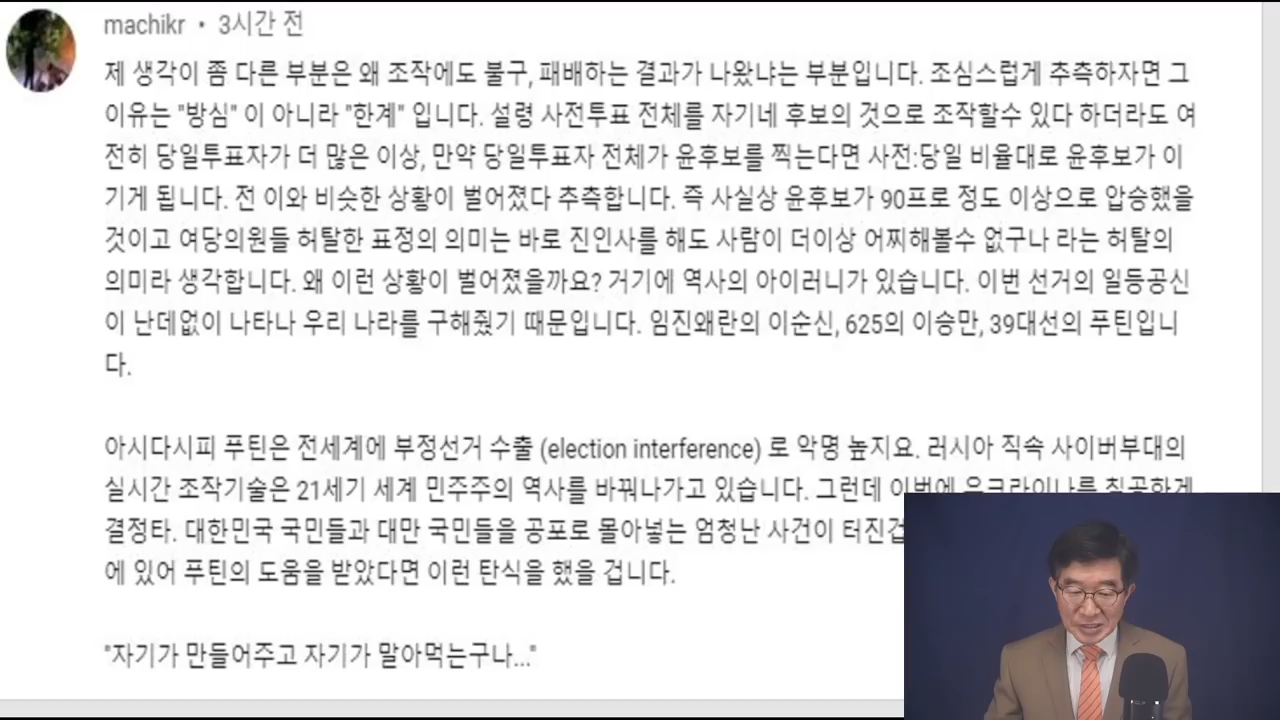 machikr • 3시간 전
제 생각이 좀 다른 부분은 왜 조작에도 불구, 패배하는 결과가 나왔냐는 부분입니다. 조심스럽게 추측하자면 그
이유는 "방심" 이 아니라 "한계" 입니다. 설령 사전투표 전체를 자기네 후보의 것으로 조작할수 있다 하더라도 여
전히 당일투표자가 더 많은 이상, 만약 당일투표자 전체가 윤후보를 찍는다면 사전:당일 비율대로 윤후보가 이
기게 됩니다. 전 이와 비슷한 상황이 벌어졌다 추측합니다. 즉 사실상 윤후보가 90프로 정도 이상으로 압승했을
것이고 여당의원들 허탈한 표정의 의미는 바로 진인사를 해도 사람이 더이상 어찌해볼수 없구나 라는 허탈의
의미라 생각합니다. 왜 이런 상황이 벌어졌을까요? 거기에 역사의 아이러니가 있습니다. 이번 선거의 일등공신
이 난데없이 나타나 우리 나라를 구해줬기 때문입니다. 임진왜란의 이순신, 625의 이승만, 39대선의 푸틴입니
다.
아시다시피 푸틴은 전세계에 부정선거 수출 (election interference) 로 악명 높지요. 러시아 직속 사이버부대의
실시간 조작기술은 21세기 세계 민주주의 역사를 바꿔나가고 있습니다. 그런데
결정타. 대한민국 국민들과 대만 국민들을 공포로 몰아넣는 엄청난 사건이
에 있어 푸틴의 도움을 받았다면 이런 탄식을 했을 겁니다.
"자기가 만들어주고 자기가 말아먹는구나..."